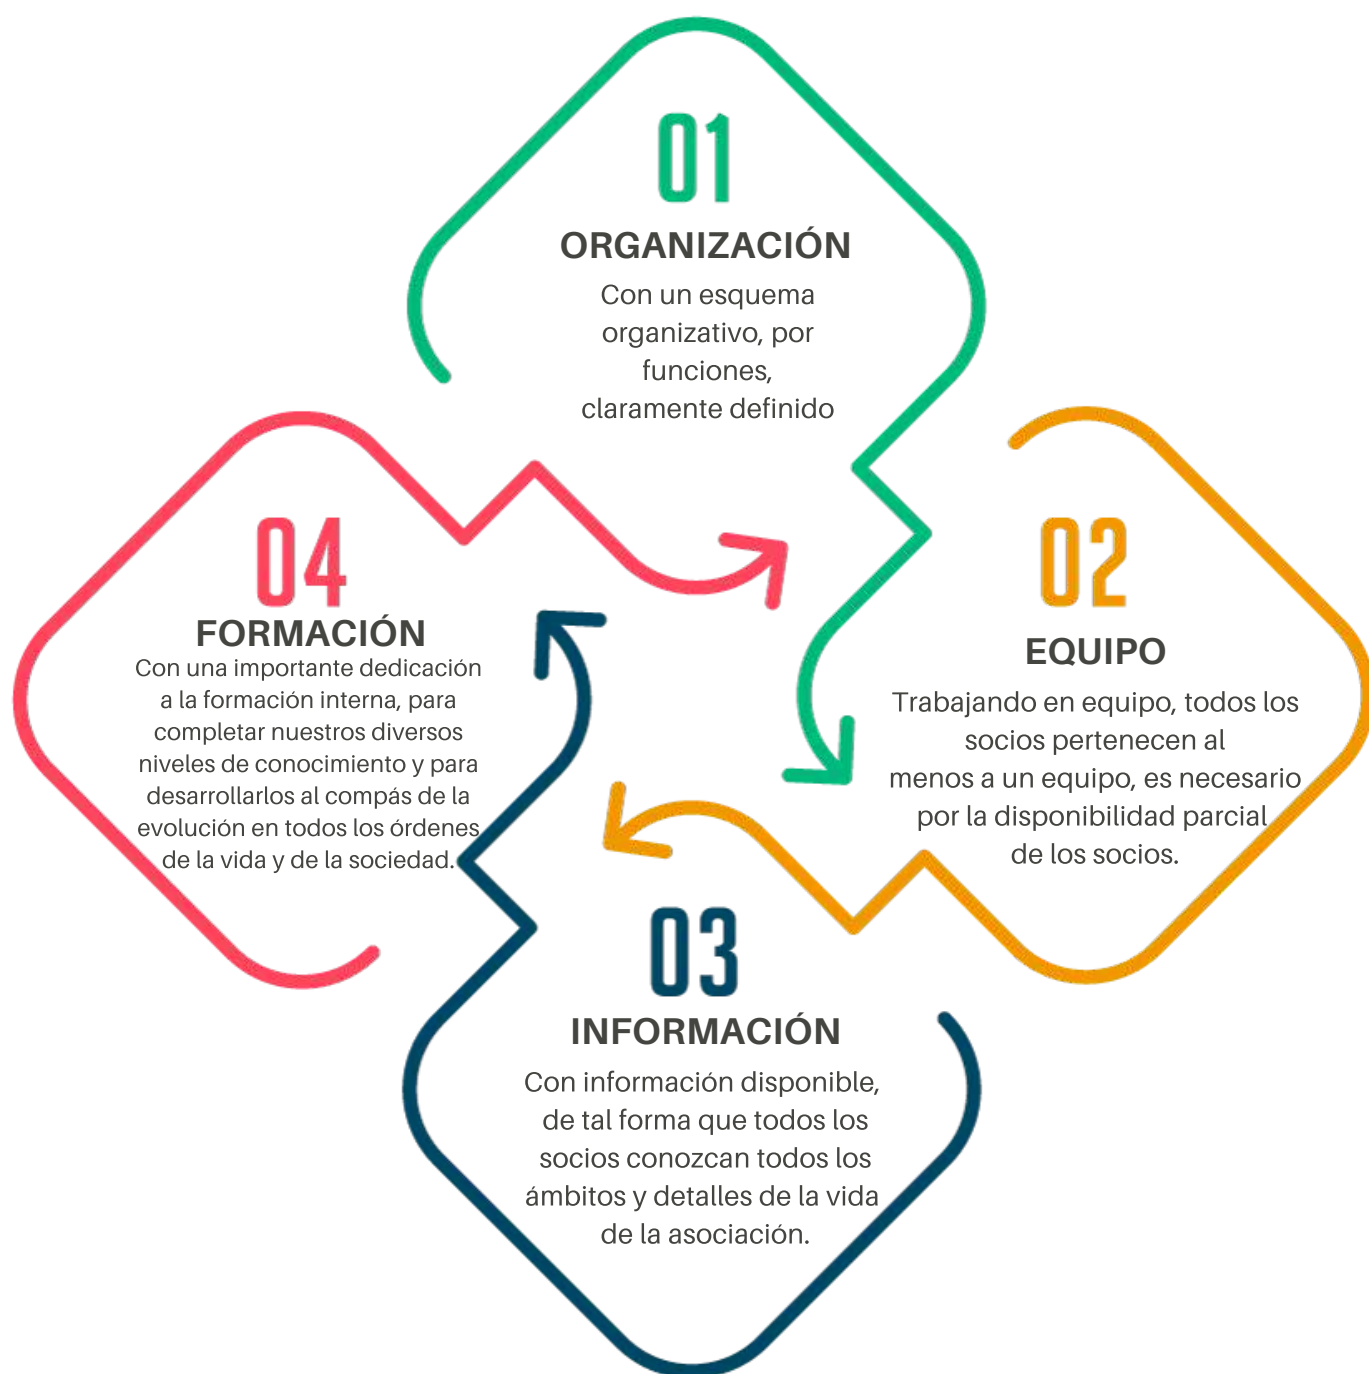 01
ORGANIZACIÓN
Con un esquema
organizativo, por
funciones,
claramente definido
02
EQUIPO
Trabajando en equipo, todos los
socios pertenecen al
menos a un equipo, es necesario
por la disponibilidad parcial
de los socios.
03
INFORMACIÓN
Con información disponible,
de tal forma que todos los
socios conozcan todos los
ámbitos y detalles de la vida
de la asociación.
04
FORMACIÓN
Con una importante dedicación
a la formación interna, para
completar nuestros diversos
niveles de conocimiento y para
desarrollarlos al compás de la
evolución en todos los órdenes
de la vida y de la sociedad.